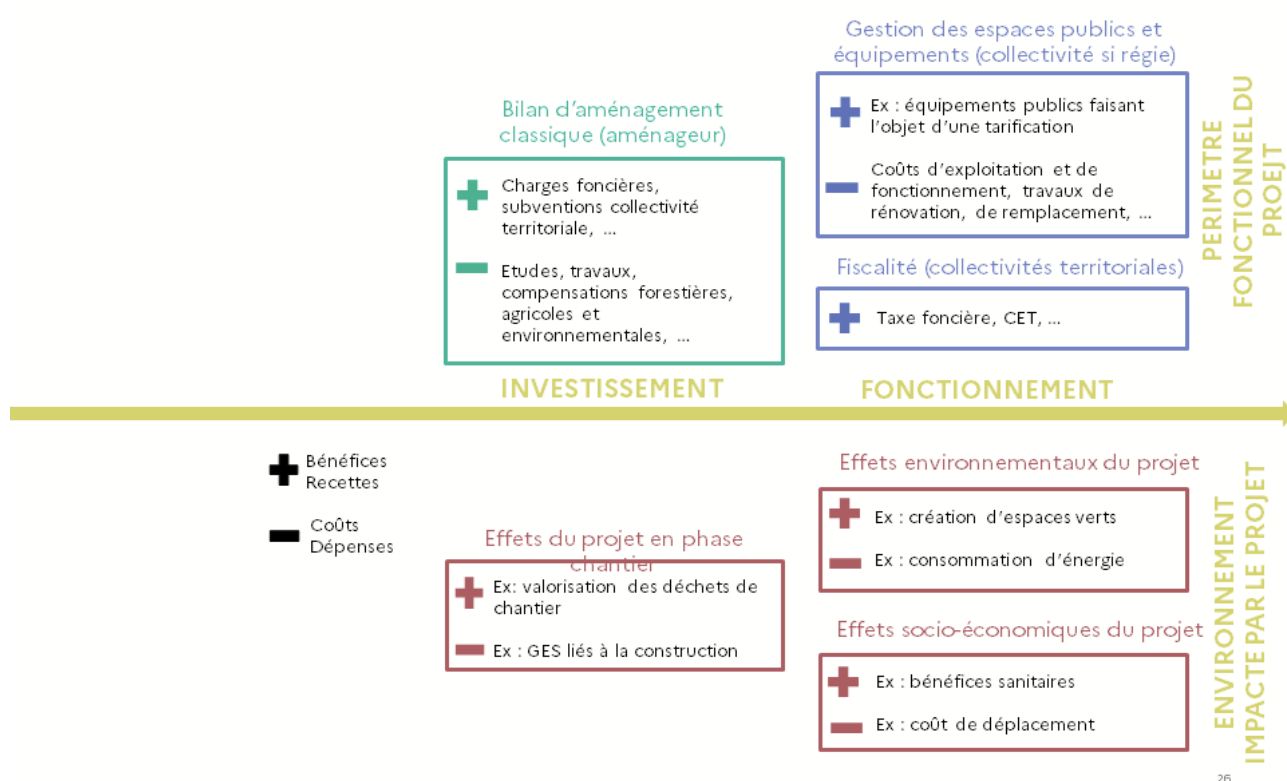 Gestion des espaces publics et
équipements (collectivité si régie)
Ex : équipements publics faisant
l'objet d'une tarification
Coûts d'exploitation et de
fonctionnement, travaux de
rénovation, de remplacement, ...
Bilan d'aménagement
classique (aménageur)
Charges foncières,
subventions collectivité
territoriale, ...
Etudes, travaux,
compensations forestières,
agricoles et
environnementales, ...
Fiscalité (collectivités territoriales)
Taxe foncière, CET, ...
PERIMETRE
FONCTIONNEL DU
PROEJT
INVESTISSEMENT
FONCTIONNEMENT
Bénéfices
Recettes
Coûts
Dépenses
Effets du projet en phase
chantier
Ex: valorisation des déchets de
chantier
Ex : GES liés à la construction
Effets environnementaux du projet
Ex : création d'espaces verts
Ex : consommation d'énergie
Effets socio-économiques du projet
Ex : bénéfices sanitaires
Ex : coût de déplacement
ENVIRONNEMENT
IMPACTE PAR LE PROJET
26